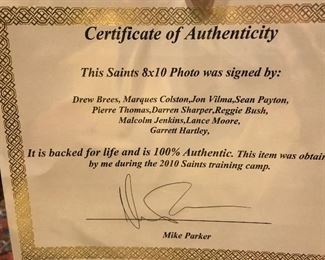 Certificate of Authenticity
This Saints 8x10 Photo was signed by:
Drew Brees, Marques Colston,Jon Vilma,Sean Payton,
Pierre Thomas,Darren Sharper,Reggie Bush,
Malcolm Jenkins,Lance Moore,
Garrett Hartley,
It is backed for life and is 100% Authentic. This item was obtain
by me during the 2010 Saints training camp.
Mike Parker